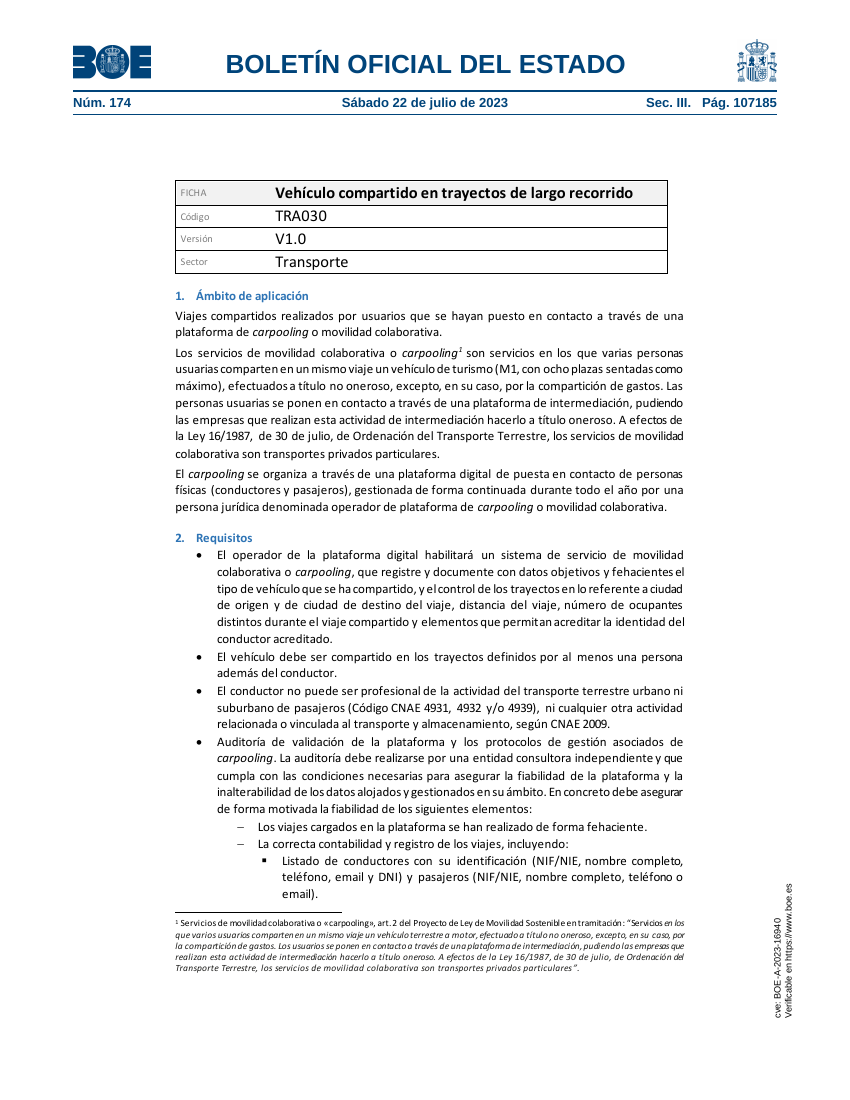 BOE
BOLETÍN OFICIAL DEL ESTADO
Núm. 174
Sábado 22 de julio de 2023
Sec. III. Pág. 107185
FICHA
Vehículo compartido en trayectos de largo recorrido
Código
TRA030
Versión
V1.0
Sector
Transporte
1. Ámbito de aplicación
Viajes compartidos realizados por usuarios que se hayan puesto en contacto a través de una
plataforma de carpooling o movilidad colaborativa.
Los servicios de movilidad colaborativa o carpooling¹ son servicios en los que varias personas
usuarias comparten en un mismo viaje un vehículo de turismo (M1, con ocho plazas sentadas como
máximo), efectuados a título no oneroso, excepto, en su caso, por la compartición de gastos. Las
personas usuarias se ponen en contacto a través de una plataforma de intermediación, pudiendo
las empresas que realizan esta actividad de intermediación hacerlo a título oneroso. A efectos de
la Ley 16/1987, de 30 de julio, de Ordenación del Transporte Terrestre, los servicios de movilidad
colaborativa son transportes privados particulares.
El carpooling se organiza a través de una plataforma digital de puesta en contacto de personas
físicas (conductores y pasajeros), gestionada de forma continuada durante todo el año por una
persona jurídica denominada operador de plataforma de carpooling o movilidad colaborativa.
2. Requisitos
• El operador de la plataforma digital habilitará un sistema de servicio de movilidad
colaborativa o carpooling, que registre y documente con datos objetivos y fehacientes el
tipo de vehículo que se ha compartido, y el control de los trayectos en lo referente a ciudad
de origen y de ciudad de destino del viaje, distancia del viaje, número de ocupantes
distintos durante el viaje compartido y elementos que permitan acreditar la identidad del
conductor acreditado.
• El vehículo debe ser compartido en los trayectos definidos por al menos una persona
además del conductor.
• El conductor no puede ser profesional de la actividad del transporte terrestre urbano ni
suburbano de pasajeros (Código CNAE 4931, 4932 y/o 4939), ni cualquier otra actividad
relacionada o vinculada al transporte y almacenamiento, según CNAE 2009.
• Auditoría de validación de la plataforma y los protocolos de gestión asociados de
carpooling. La auditoría debe realizarse por una entidad consultora independiente y que
cumpla con las condiciones necesarias para asegurar la fiabilidad de la plataforma y la
inalterabilidad de los datos alojados y gestionados en su ámbito. En concreto debe asegurar
de forma motivada la fiabilidad de los siguientes elementos:
– Los viajes cargados en la plataforma se han realizado de forma fehaciente.
– La correcta contabilidad y registro de los viajes, incluyendo:
▪ Listado de conductores con su identificación (NIF/NIE, nombre completo,
teléfono, email y DNI) y pasajeros (NIF/NIE, nombre completo, teléfono o
email).
¹ Servicios de movilidad colaborativa o «carpooling», art. 2 del Proyecto de Ley de Movilidad Sostenible en tramitación: “Servicios en los
que varios usuarios comparten en un mismo viaje un vehículo terrestre a motor, efectuado a título no oneroso, excepto, en su caso, por
la compartición de gastos. Los usuarios se ponen en contacto a través de una plataforma de intermediación, pudiendo las empresas que
realizan esta actividad de intermediación hacerlo a título oneroso. A efectos de la Ley 16/1987, de 30 de julio, de Ordenación del
Transporte Terrestre, los servicios de movilidad colaborativa son transportes privados particulares”.
cve: BOE-A-2023-16940
Verificable en https://www.boe.es